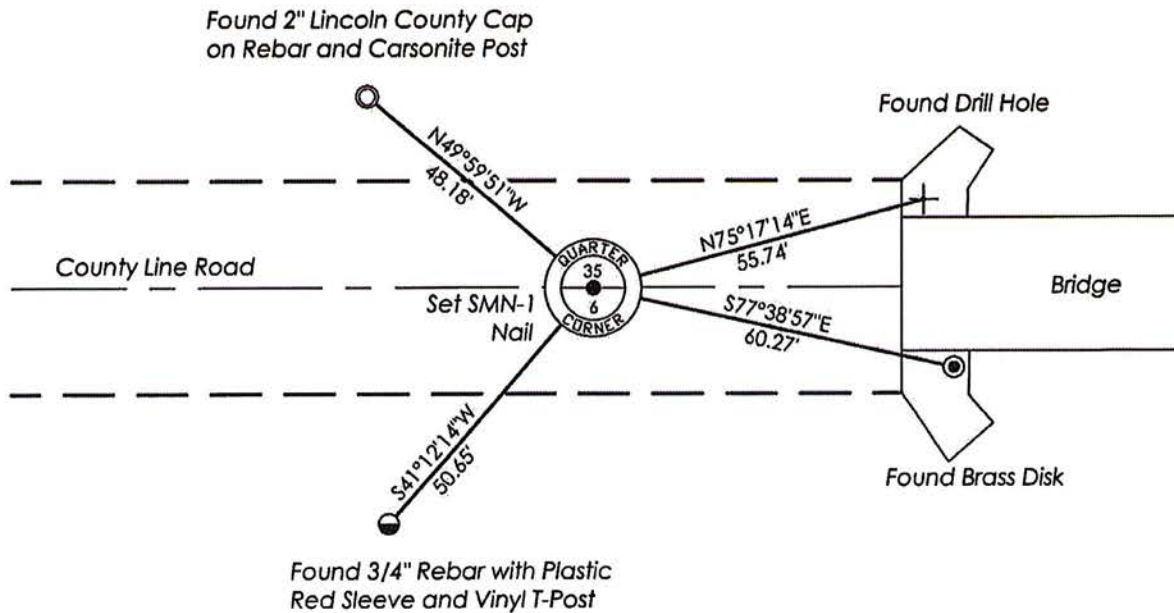 Found 2" Lincoln County Cap
on Rebar and Carsonite Post
Found Drill Hole
N49°59'51"W
48.18'
N75°17'14"E
55.74'
County Line Road
QUARTER
35
6
CORNER
Bridge
Set SMN-1
Nail
S77°38'57"E
60.27'
S41°12'14"W
50.65'
Found Brass Disk
Found 3/4" Rebar with Plastic
Red Sleeve and Vinyl T-Post